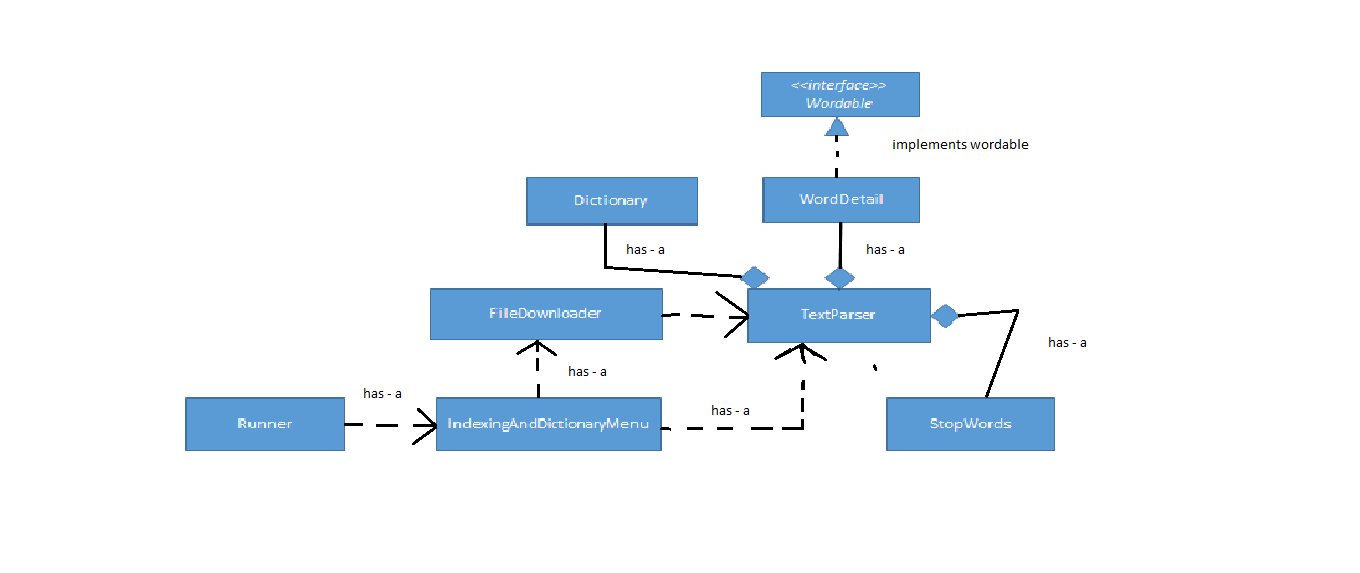 <<interface>>
Wordable
implements wordable
Dictionary
WordDetail
has - a
has - a
FileDownloader
TextParser
has - a
has - a
has - a
has - a
Runner
IndexingAndDictionaryMenu
StopWords